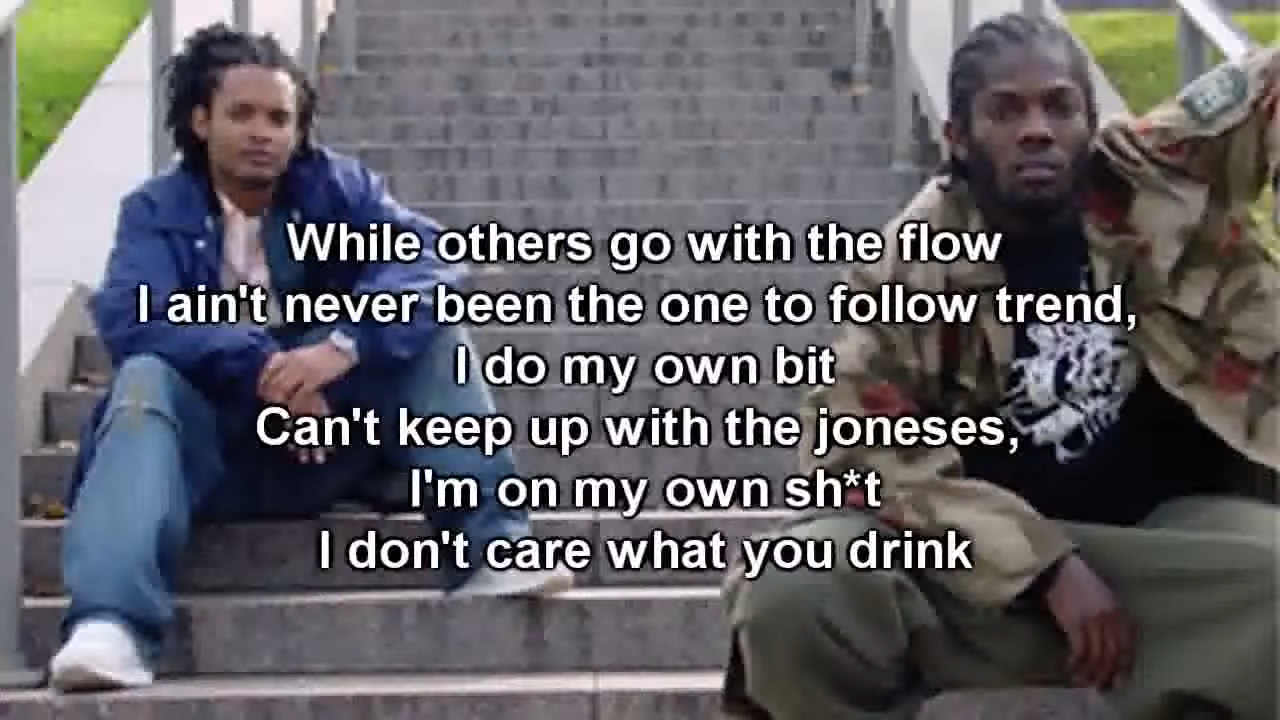 While others go with the flow
I ain't never been the one to follow trend,
I do my own bit
Can't keep up with the joneses,
I'm on my own sh*t
I don't care what you drink